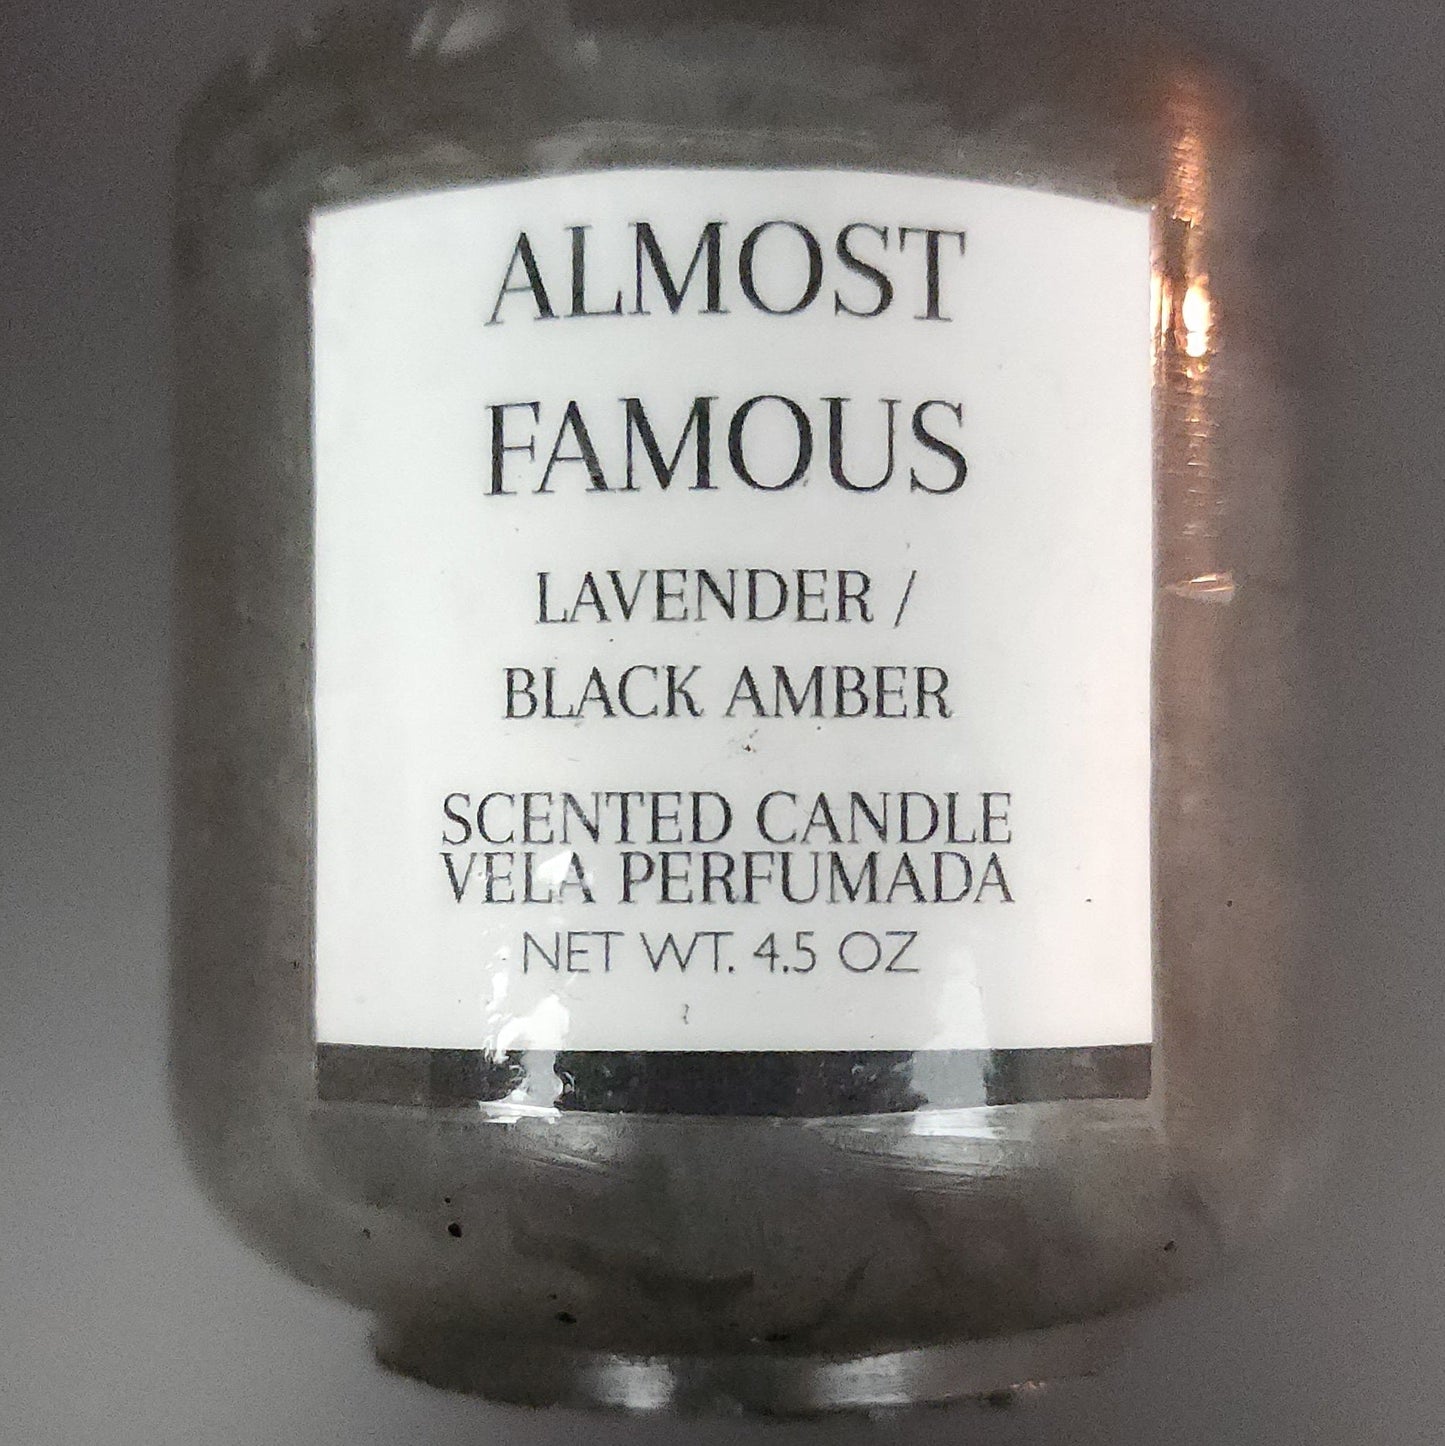 ALMOST
FAMOUS
LAVENDER /
BLACK AMBER
SCENTED CANDLE
VELA PERFUMADA
NET WT. 4.5 OZ